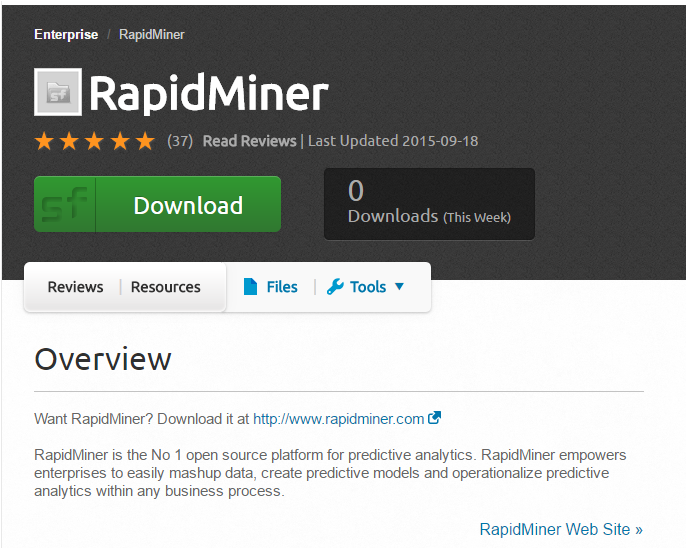 Enterprise / RapidMiner
sf
RapidMiner
(37) Read Reviews | Last Updated 2015-09-18
sf Download
0
Downloads (This Week)
Reviews | Resources Files | Tools
Overview
Want RapidMiner? Download it at http://www.rapidminer.com
RapidMiner is the No 1 open source platform for predictive analytics. RapidMiner empowers
enterprises to easily mashup data, create predictive models and operationalize predictive
analytics within any business process.
RapidMiner Web Site »